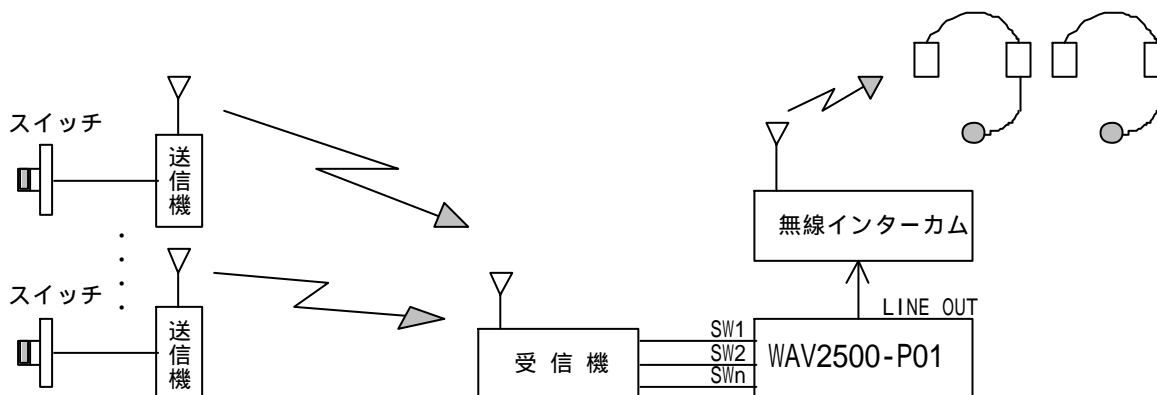 スイッチ
送信機
スイッチ
送信機
受信機
SW1
SW2
SWn
WAV2500-P01
LINE OUT
無線インターカム